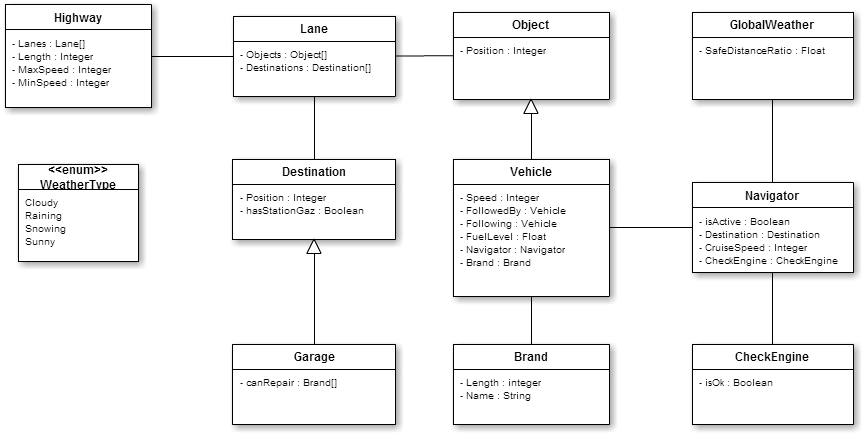 Highway
- Lanes : Lane[]
- Length : Integer
- MaxSpeed : Integer
- MinSpeed : Integer
Lane
- Objects : Object[]
- Destinations : Destination[]
Object
- Position : Integer
GlobalWeather
- SafeDistanceRatio : Float
<<enum>>
WeatherType
Cloudy
Raining
Snowing
Sunny
Destination
- Position : Integer
- hasStationGaz : Boolean
Vehicle
- Speed : Integer
- FollowedBy : Vehicle
- Following : Vehicle
- FuelLevel : Float
- Navigator : Navigator
- Brand : Brand
Navigator
- isActive : Boolean
- Destination : Destination
- CruiseSpeed : Integer
- CheckEngine : CheckEngine
Garage
- canRepair : Brand[]
Brand
- Length : integer
- Name : String
CheckEngine
- isOk : Boolean